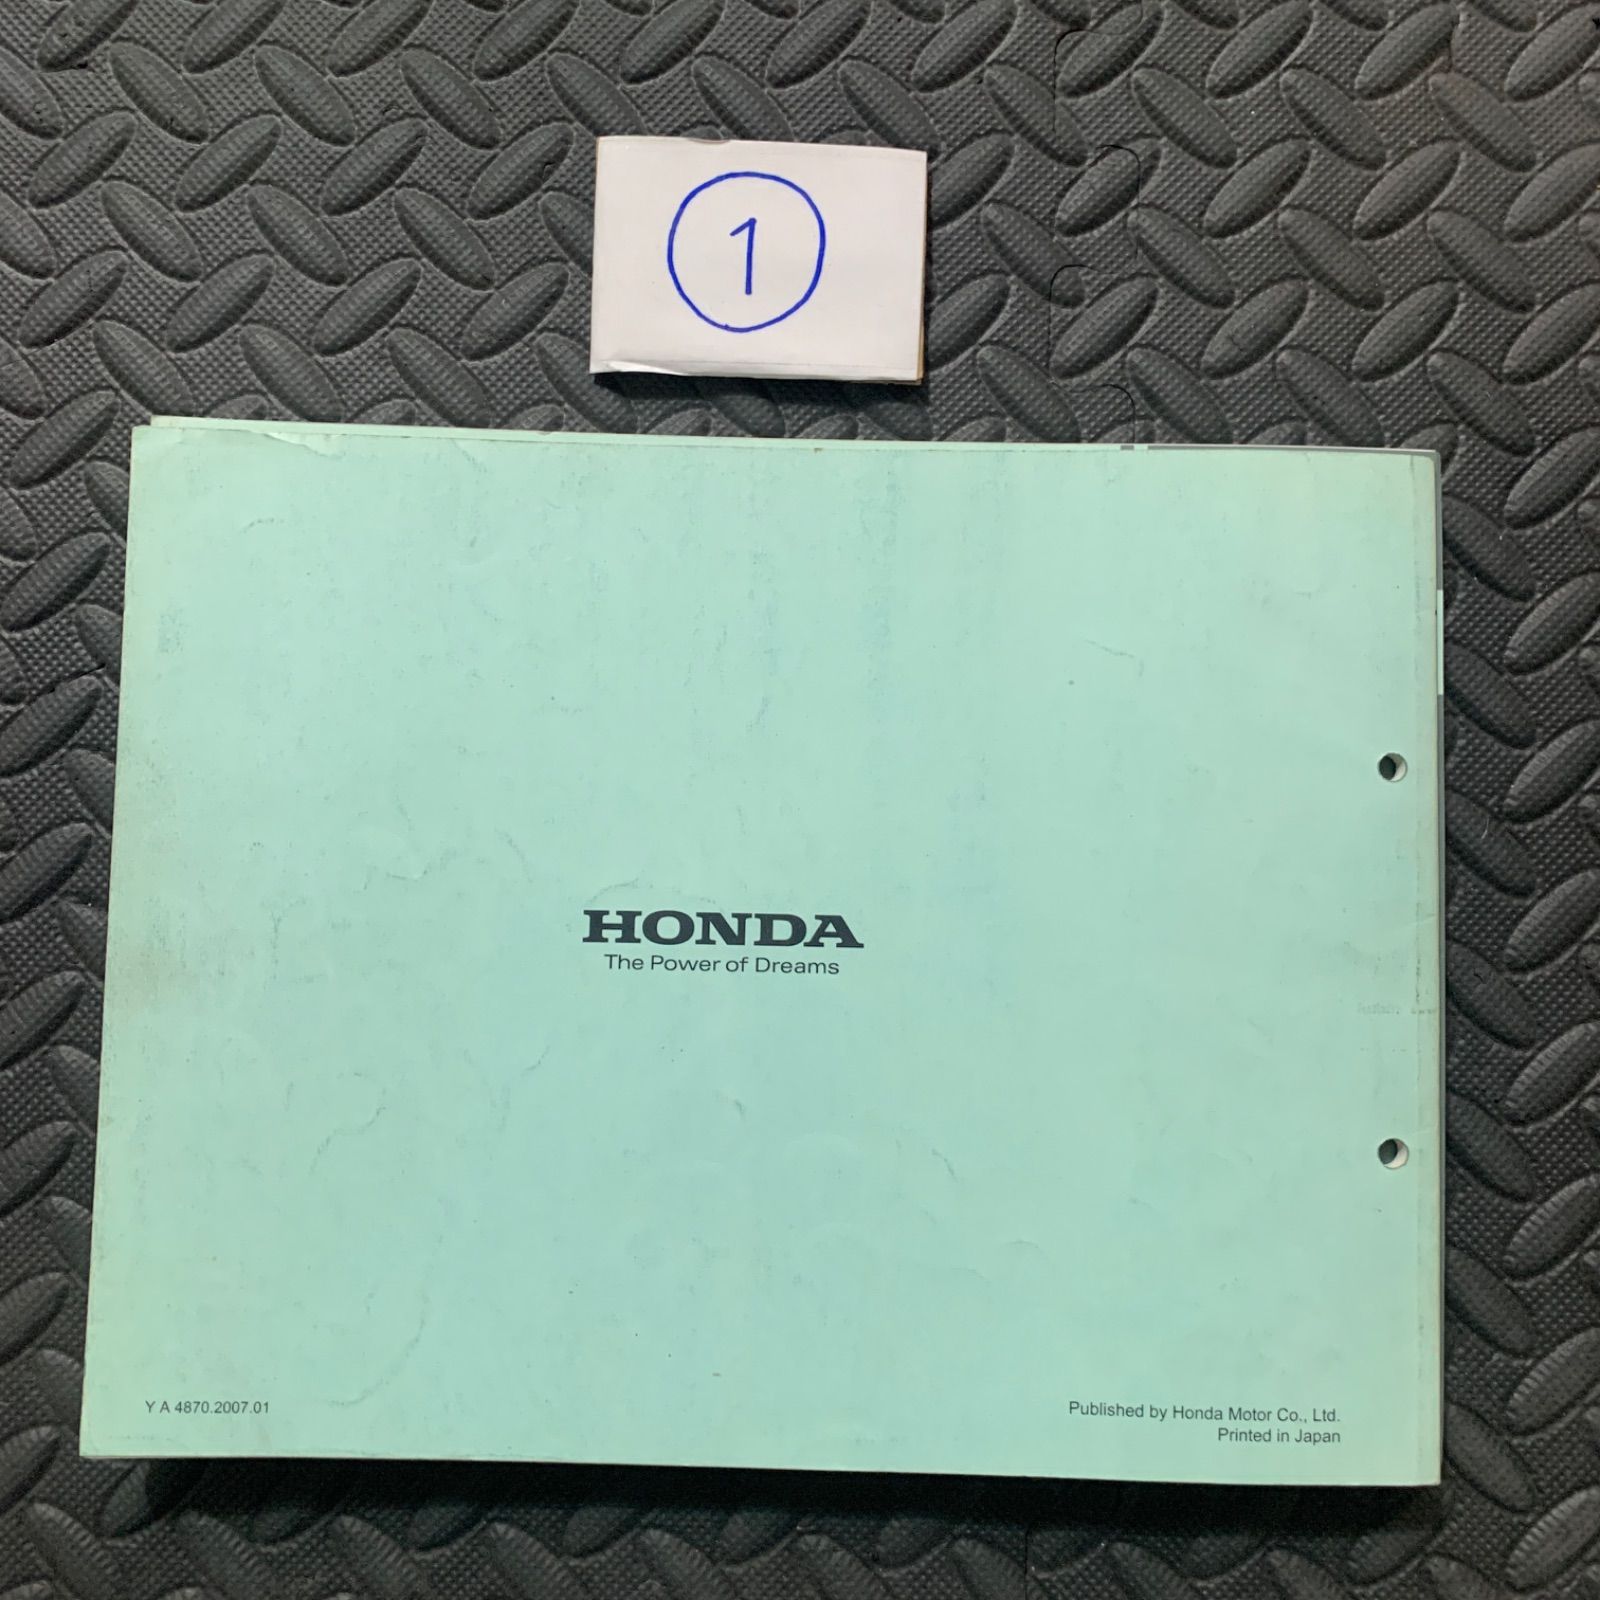 1
HONDA
The Power of Dreams
Y A 4870.2007.01
Published by Honda Motor Co., Ltd.
Printed in Japan